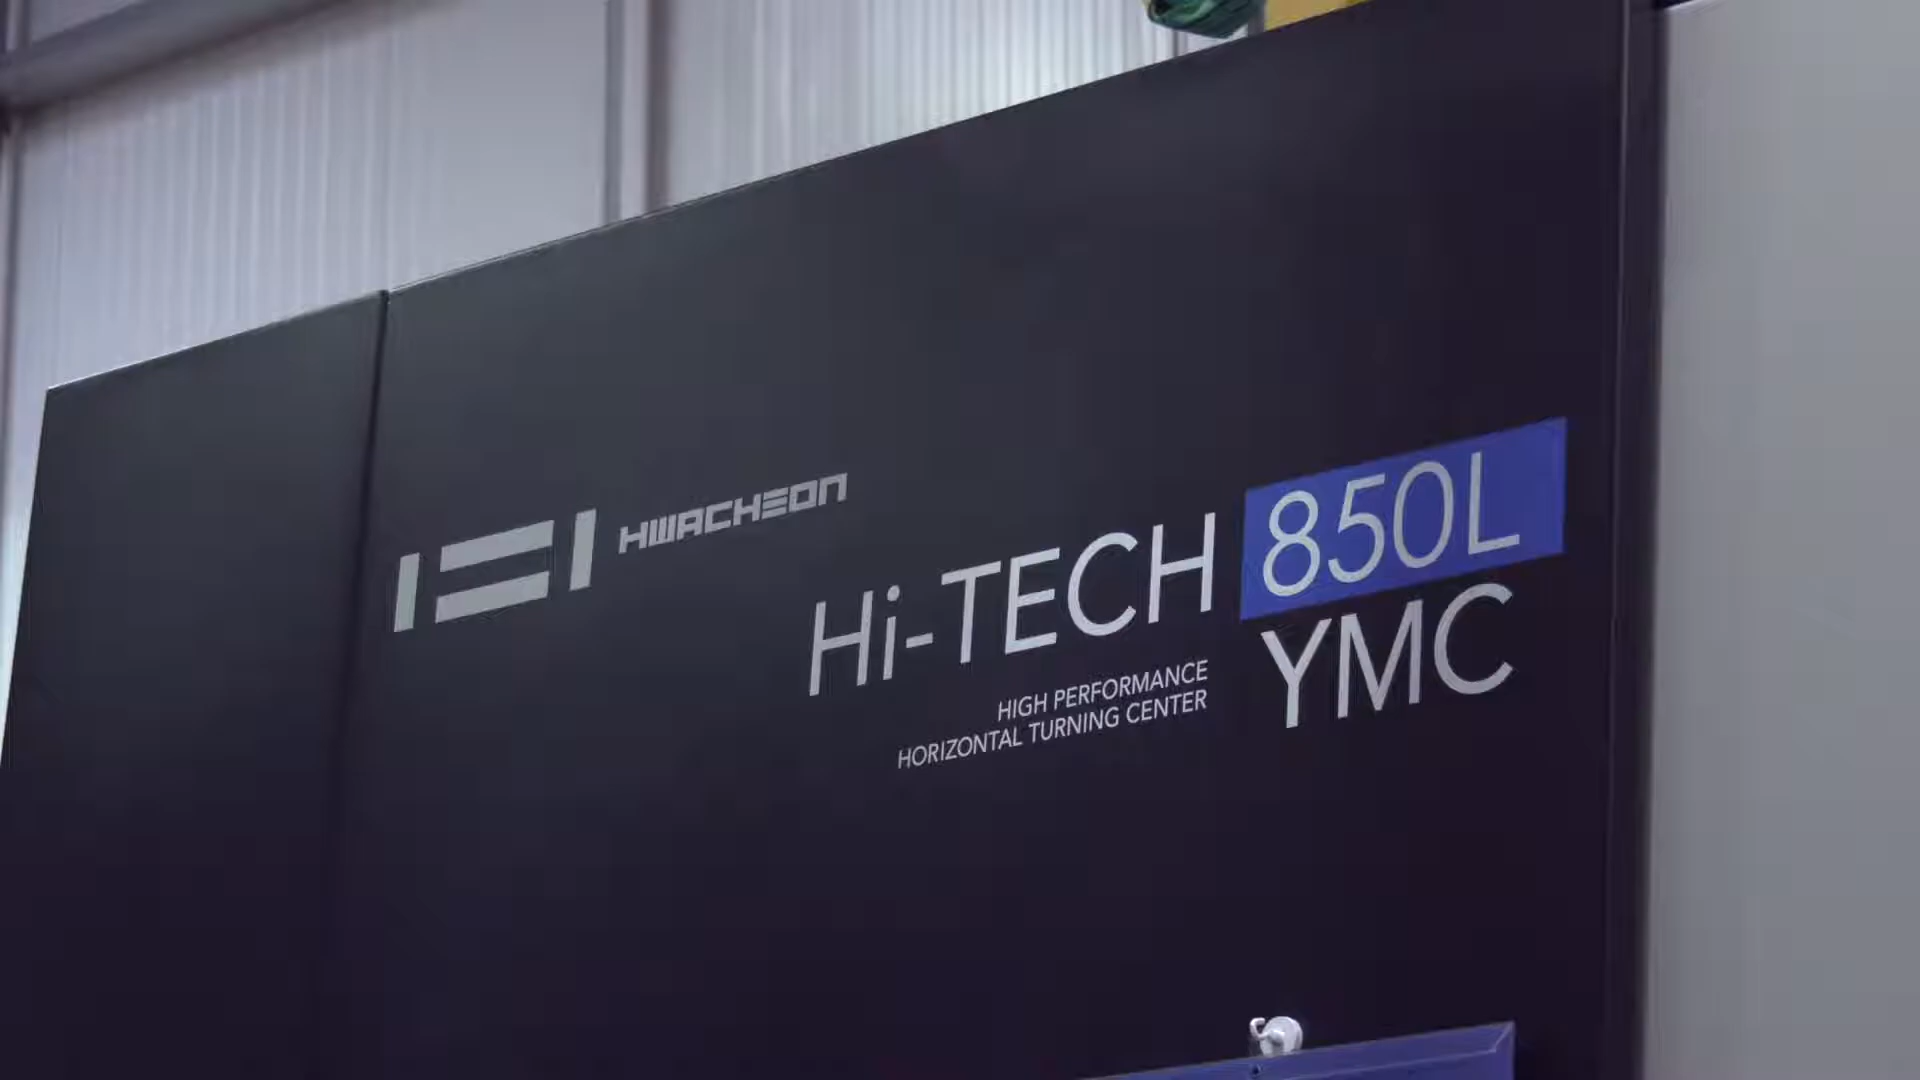 HWACHEON
Hi-TECH 850L
YMC
HIGH PERFORMANCE
HORIZONTAL TURNING CENTER